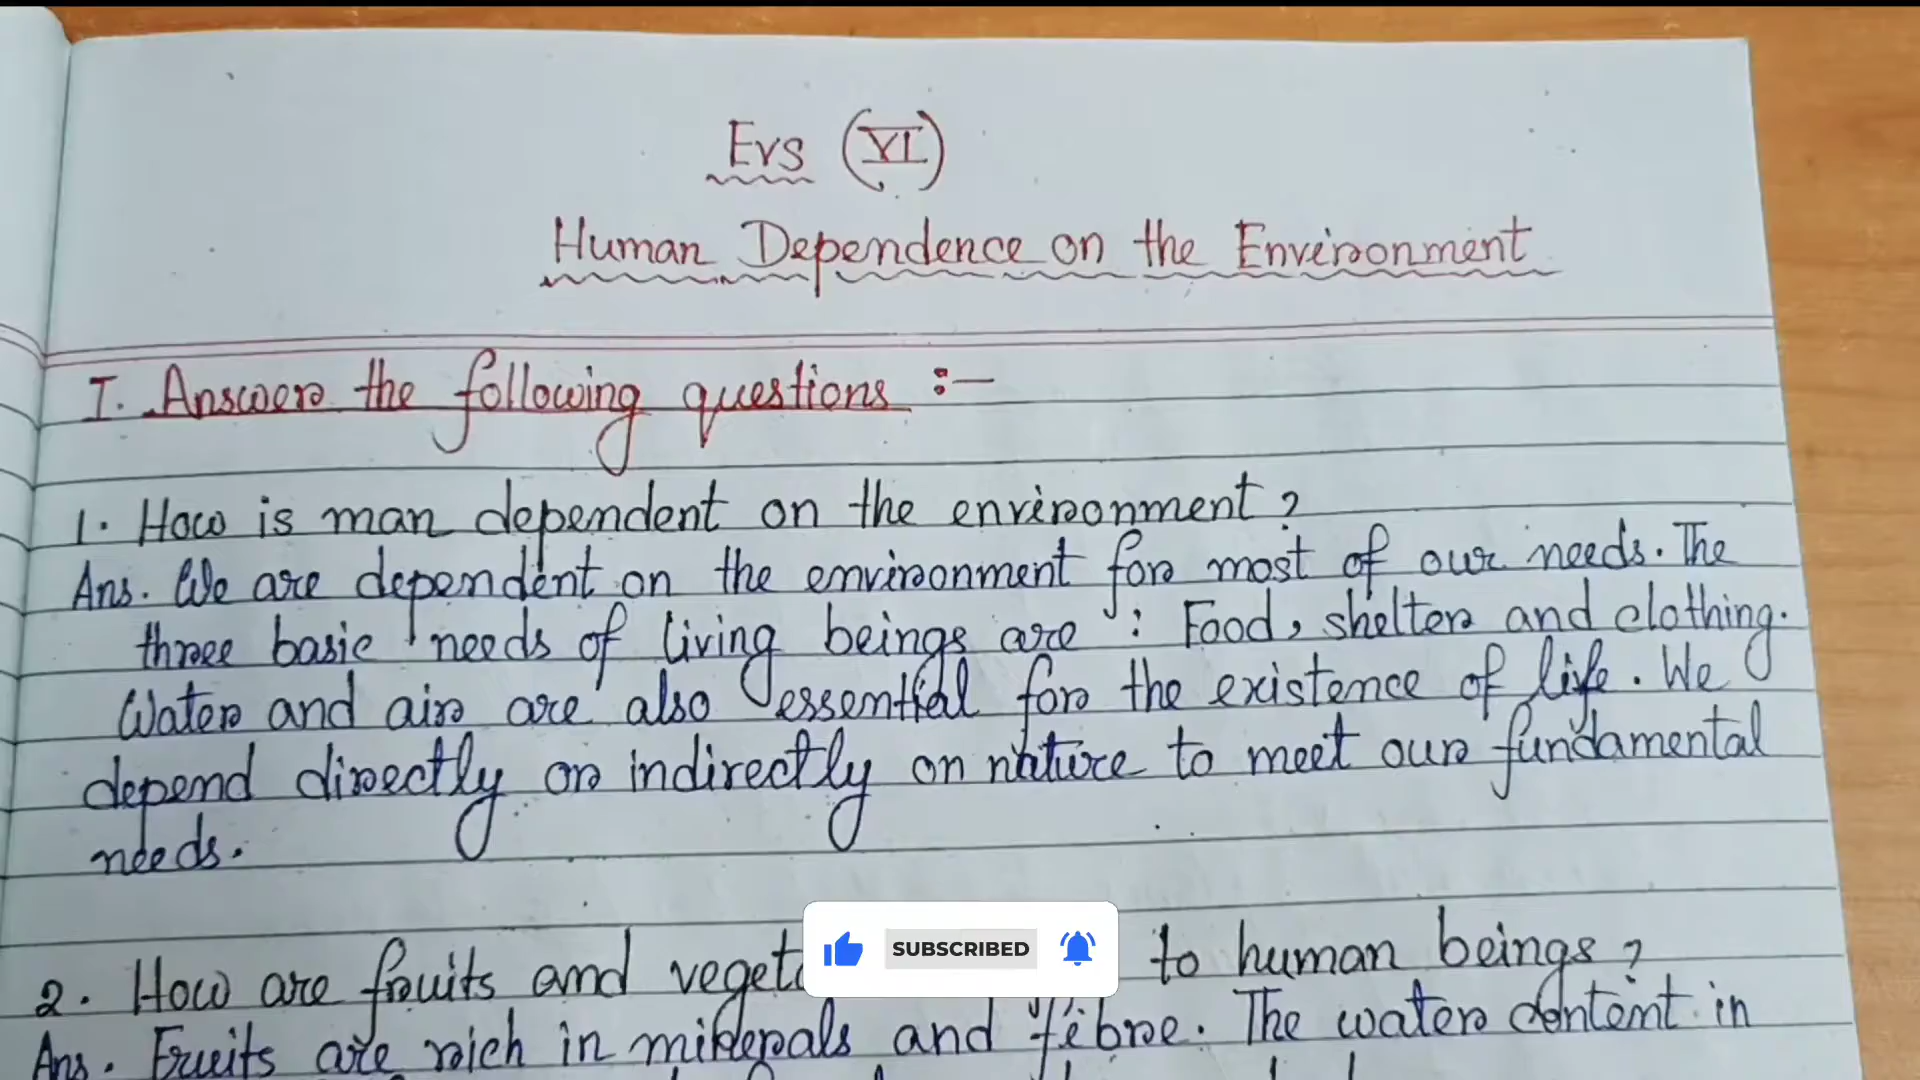 Evs (VI)
Human Dependence on the Environment
I. Answer the following questions :-
1. How is man dependent on the environment?
Ans. We are dependent on the environment for most of our needs. The
three basic needs of living beings are : Food, shelter and clothing.
Water and air are also essential for the existence of life. We
depend directly or indirectly on nature to meet our fundamental
needs.
2. How are fruits and to human beings?
SUBSCRIBED
Ans. Fruits are rich in minerals and fibre. The water content in